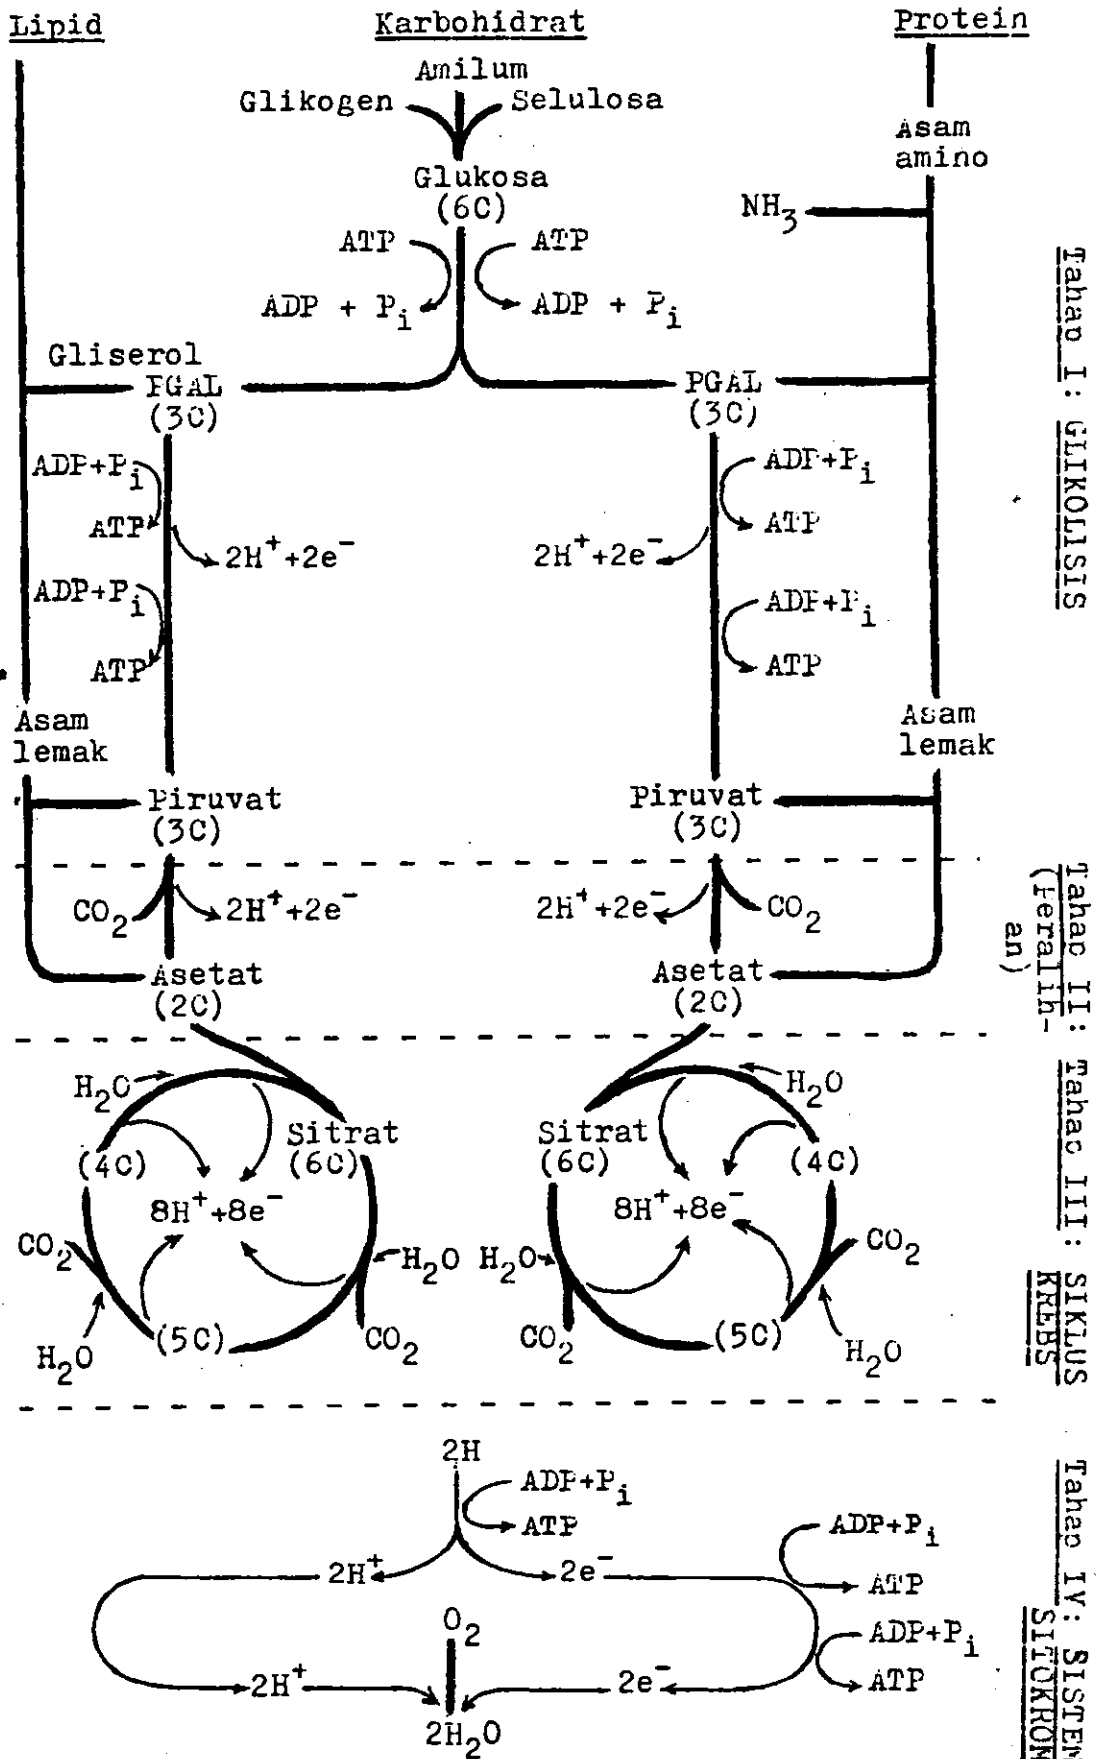 Lipid
Karbohidrat
Protein
Amilum
Glikogen
Selulosa
Asam
amino
Glukosa
(6C)
NH3
ATP
ATP
ADP + Pi
ADP + Pi
Tahap I: GLIKOLISIS
Gliserol
PGAL
(3C)
PGAL
(3C)
ADP+Pi
ATP
2H⁺+2e⁻
2H⁺+2e⁻
ADP+Pi
ATP
ADP+Pi
ATP
ADP+Pi
ATP
Asam
lemak
Asam
lemak
Piruvat
(3C)
Piruvat
(3C)
CO2
2H⁺+2e⁻
2H⁺+2e⁻
CO2
Asetat
(2C)
Asetat
(2C)
Tahap II:
(Peralih-
an)
H2O
Sitrat
(6C)
(4C)
8H⁺+8e⁻
CO2
H2O
(5C)
H2O
CO2
H2O
Sitrat
(6C)
(4C)
8H⁺+8e⁻
CO2
H2O
CO2
(5C)
H2O
Tahap III: SIKLUS
KREBS
2H
ADP+Pi
ATP
ADP+Pi
ATP
2H⁺
2e⁻
O2
ADP+Pi
ATP
2H⁺
2e⁻
2H2O
Tahap IV: SISTEM
SITOKROM